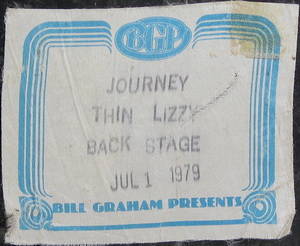 BGP
JOURNEY
THIN LIZZY
BACK STAGE
JUL 1 1979
BILL GRAHAM PRESENTS